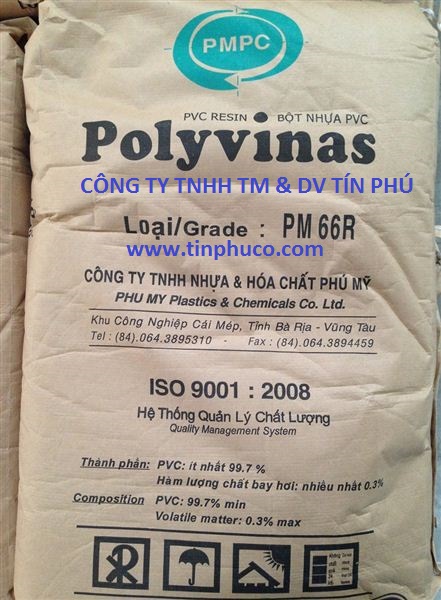 PMPC
PVC RESIN BỘT NHỰA PVC
Polyvinas
CÔNG TY TNHH TM & DV TÍN PHÚ
Loại/Grade : PM 66R
www.tinphuco.com
CÔNG TY TNHH NHỰA & HÓA CHẤT PHÚ MỸ
PHU MY Plastics & Chemicals Co. Ltd.
Khu Công Nghiệp Cái Mép, Tỉnh Bà Rịa - Vũng Tàu
Tel : (84).064.3895310 - Fax : (84).064.3894459
ISO 9001 : 2008
Hệ Thống Quản Lý Chất Lượng
Quality Management System
Thành phần: PVC: ít nhất 99.7 %
Hàm lượng chất bay hơi: nhiều nhất 0.3%
Composition PVC: 99.7% min
Volatile matter: 0.3% max